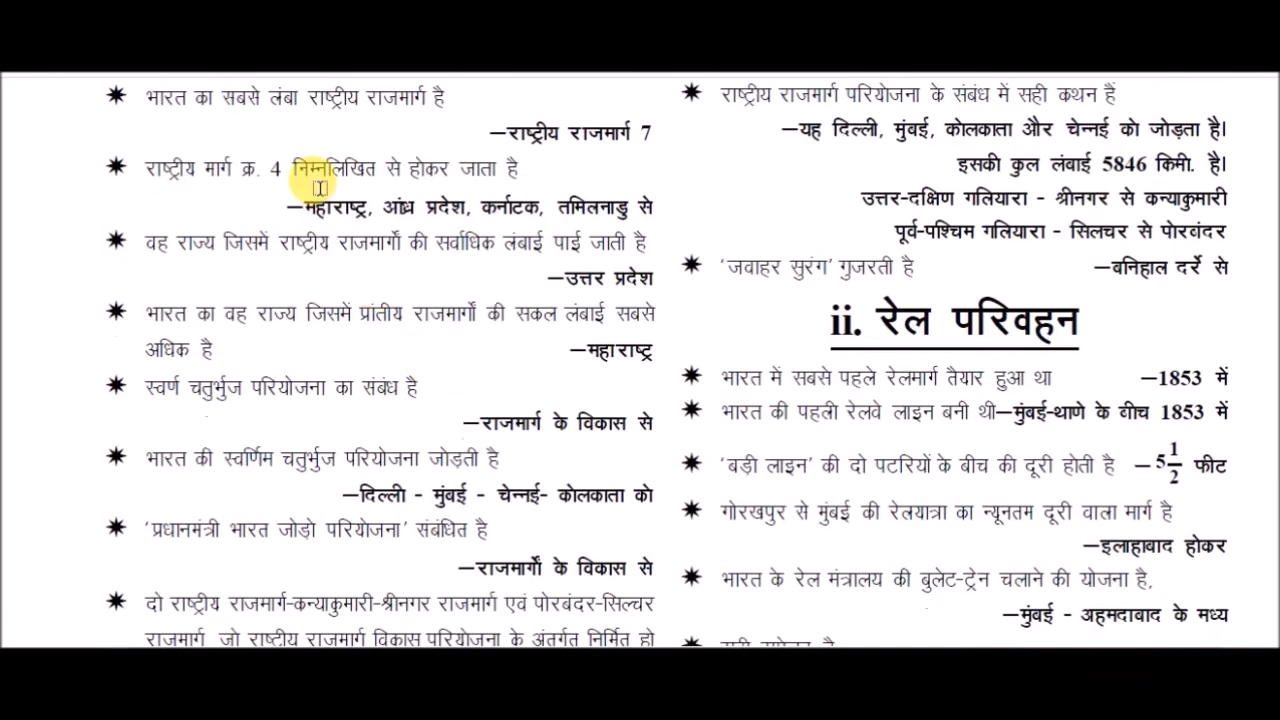 ✷ भारत का सबसे लंबा राष्ट्रीय राजमार्ग है
—राष्ट्रीय राजमार्ग 7
✷ राष्ट्रीय मार्ग क्र. 4 निम्नलिखित से होकर जाता है
—महाराष्ट्र, आंध्र प्रदेश, कर्नाटक, तमिलनाडु से
✷ वह राज्य जिसमें राष्ट्रीय राजमार्गों की सर्वाधिक लंबाई पाई जाती है
—उत्तर प्रदेश
✷ भारत का वह राज्य जिसमें प्रांतीय राजमार्गों की सकल लंबाई सबसे
अधिक है —महाराष्ट्र
✷ स्वर्ण चतुर्भुज परियोजना का संबंध है
—राजमार्ग के विकास से
✷ भारत की स्वर्णिम चतुर्भुज परियोजना जोड़ती है
—दिल्ली - मुंबई - चेन्नई- कोलकाता को
✷ 'प्रधानमंत्री भारत जोड़ो परियोजना' संबंधित है
—राजमार्गों के विकास से
✷ दो राष्ट्रीय राजमार्ग-कन्याकुमारी-श्रीनगर राजमार्ग एवं पोरबंदर-सिल्चर
राजमार्ग जो राष्ट्रीय राजमार्ग विकास परियोजना के अंतर्गत निर्मित हो
✷ राष्ट्रीय राजमार्ग परियोजना के संबंध में सही कथन हैं
—यह दिल्ली, मुंबई, कोलकाता और चेन्नई को जोड़ता है।
इसकी कुल लंबाई 5846 किमी. है।
उत्तर-दक्षिण गलियारा - श्रीनगर से कन्याकुमारी
पूर्व-पश्चिम गलियारा - सिलचर से पोरबंदर
✷ 'जवाहर सुरंग' गुजरती है —वनिहाल दर्रे से
ii. रेल परिवहन
✷ भारत में सबसे पहले रेलमार्ग तैयार हुआ था —1853 में
✷ भारत की पहली रेलवे लाइन बनी थी—मुंबई-थाणे के बीच 1853 में
✷ 'बड़ी लाइन' की दो पटरियों के बीच की दूरी होती है —5 1/2 फीट
✷ गोरखपुर से मुंबई की रेलयात्रा का न्यूनतम दूरी वाला मार्ग है
—इलाहाबाद होकर
✷ भारत के रेल मंत्रालय की बुलेट-ट्रेन चलाने की योजना है,
—मुंबई - अहमदाबाद के मध्य